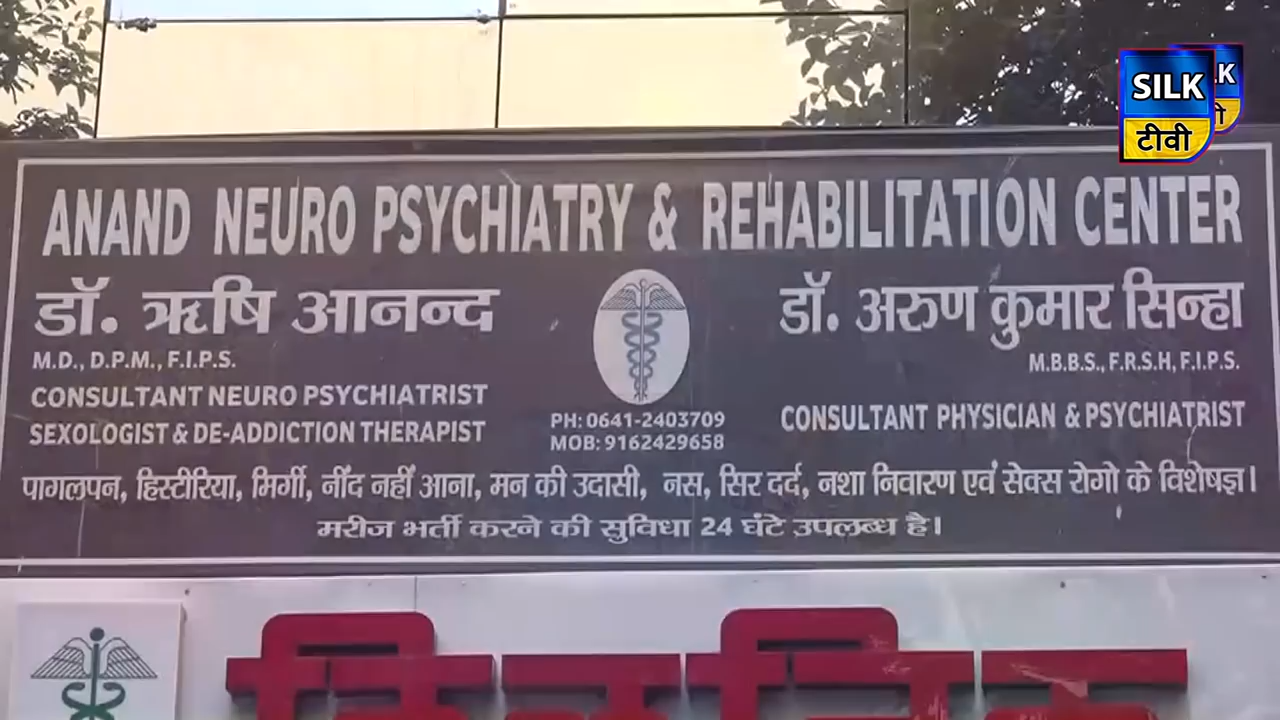 SILK
टीवी
ANAND NEURO PSYCHIATRY & REHABILITATION CENTER
डॉ. ऋषि आनन्द
M.D., D.P.M., F.I.P.S.
CONSULTANT NEURO PSYCHIATRIST
SEXOLOGIST & DE-ADDICTION THERAPIST
PH: 0641-2403709
MOB: 9162429658
डॉ. अरुण कुमार सिन्हा
M.B.B.S., F.R.S.H, F.I.P.S.
CONSULTANT PHYSICIAN & PSYCHIATRIST
पागलपन, हिस्टीरिया, मिर्गी, नींद नहीं आना, मन की उदासी, नस, सिर दर्द, नशा निवारण एवं सेक्स रोगो के विशेषज्ञ।
मरीज भर्ती करने की सुविधा 24 घंटे उपलब्ध है।